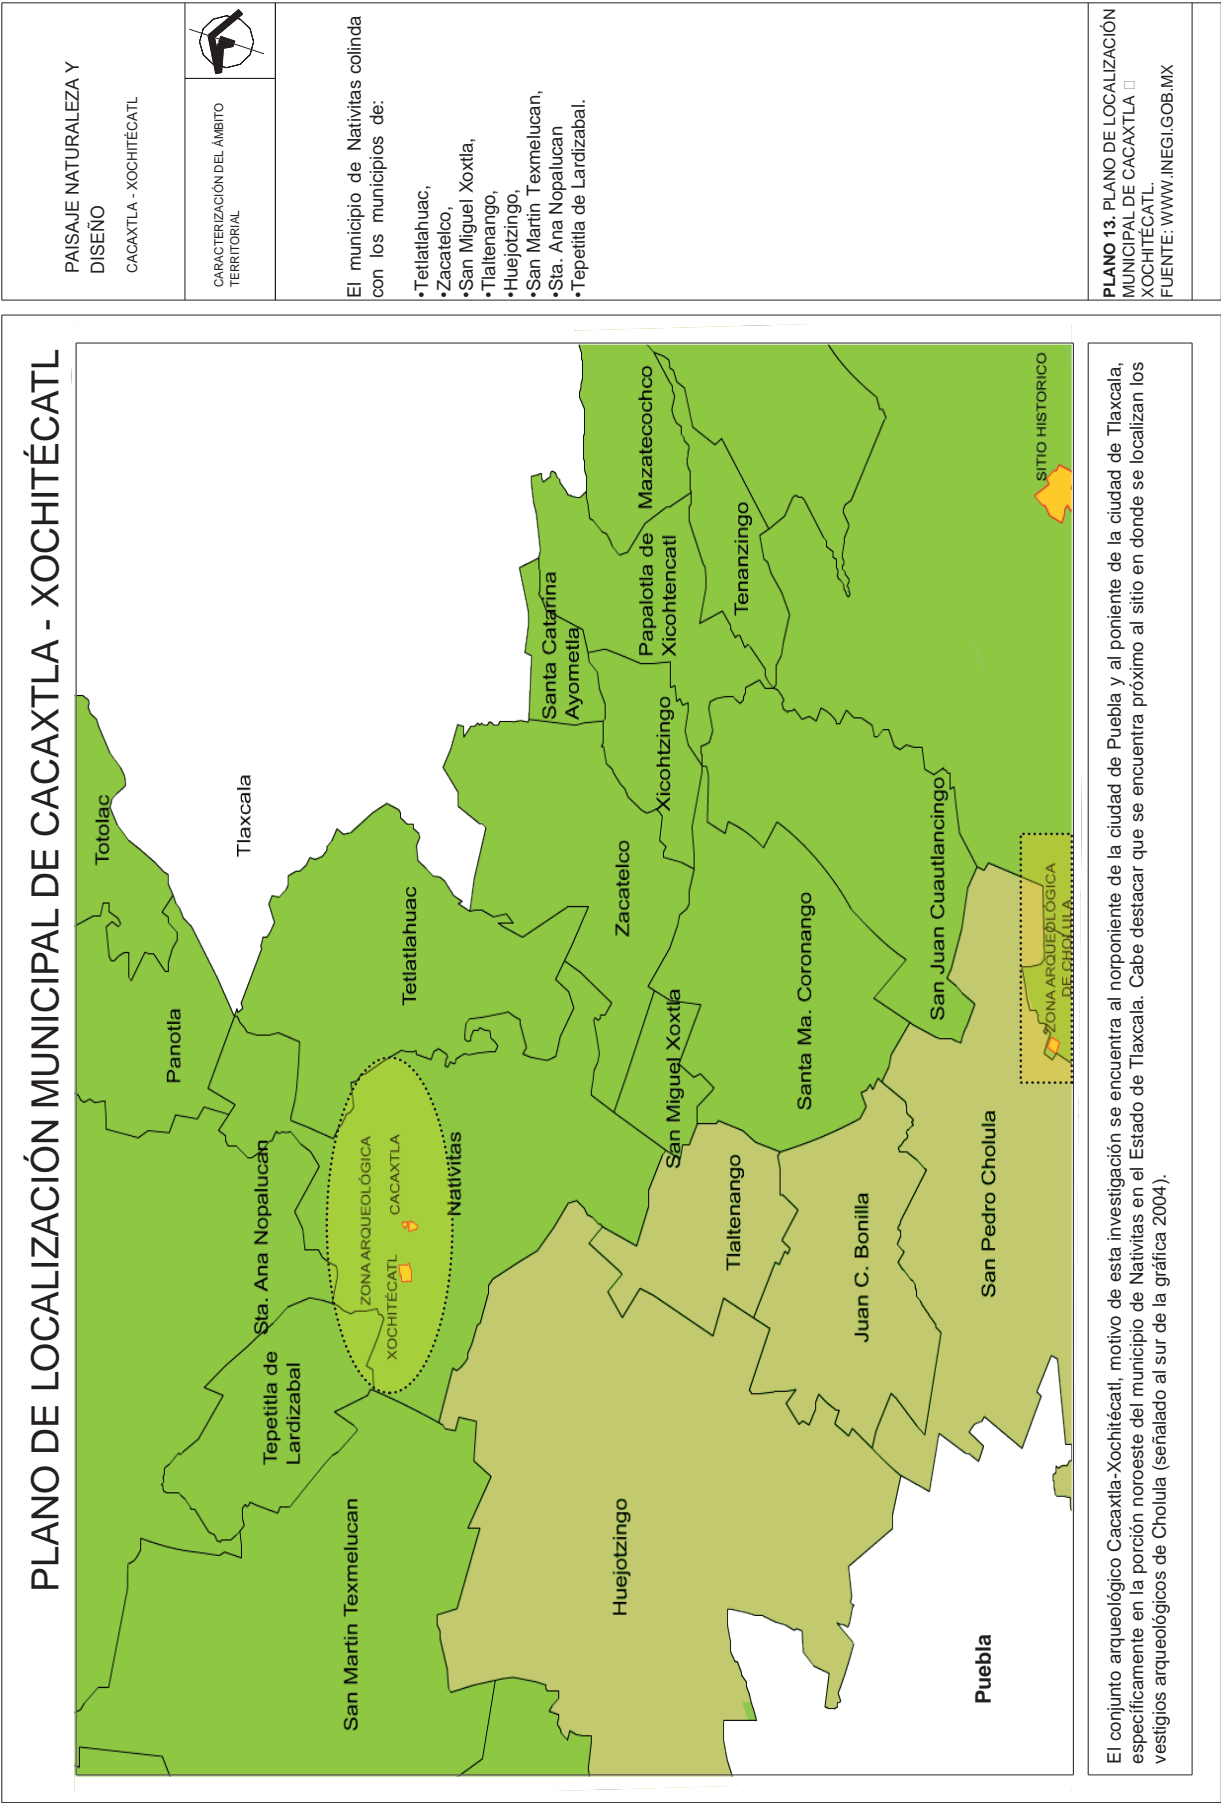 PLANO DE LOCALIZACIÓN MUNICIPAL DE CACAXTLA - XOCHITÉCATL
Totolac
Tlaxcala
Panotla
Tetlatlahuac
Sta. Ana Nopalucan
Tepetitla de
Lardizabal
ZONA ARQUEOLÓGICA
XOCHITÉCATL
CACAXTLA
Nativitas
San Martin Texmelucan
Santa Catarina
Ayometla
Mazatecochco
Papalotla de
Xicohtencatl
Tenanzingo
Xicohtzingo
Zacatelco
San Miguel Xoxtla
Santa Ma. Coronango
San Juan Cuautlancingo
Tlaltenango
Juan C. Bonilla
San Pedro Cholula
Huejotzingo
Puebla
ZONA ARQUEOLÓGICA
DE CHOLULA
SITIO HISTORICO
El conjunto arqueológico Cacaxtla-Xochitécatl, motivo de esta investigación se encuentra al norponiente de la ciudad de Puebla y al poniente de la ciudad de Tlaxcala,
específicamente en la porción noroeste del municipio de Nativitas en el Estado de Tlaxcala. Cabe destacar que se encuentra próximo al sitio en donde se localizan los
vestigios arqueológicos de Cholula (señalado al sur de la gráfica 2004).
PAISAJE NATURALEZA Y
DISEÑO
CACAXTLA - XOCHITÉCATL
CARACTERIZACIÓN DEL ÁMBITO
TERRITORIAL
El municipio de Nativitas colinda
con los municipios de:
•Tetlatlahuac,
•Zacatelco,
•San Miguel Xoxtla,
•Tlaltenango,
•Huejotzingo,
•San Martin Texmelucan,
•Sta. Ana Nopalucan
•Tepetitla de Lardizabal.
PLANO 13. PLANO DE LOCALIZACIÓN
MUNICIPAL DE CACAXTLA □
XOCHITÉCATL.
FUENTE: WWW.INEGI.GOB.MX